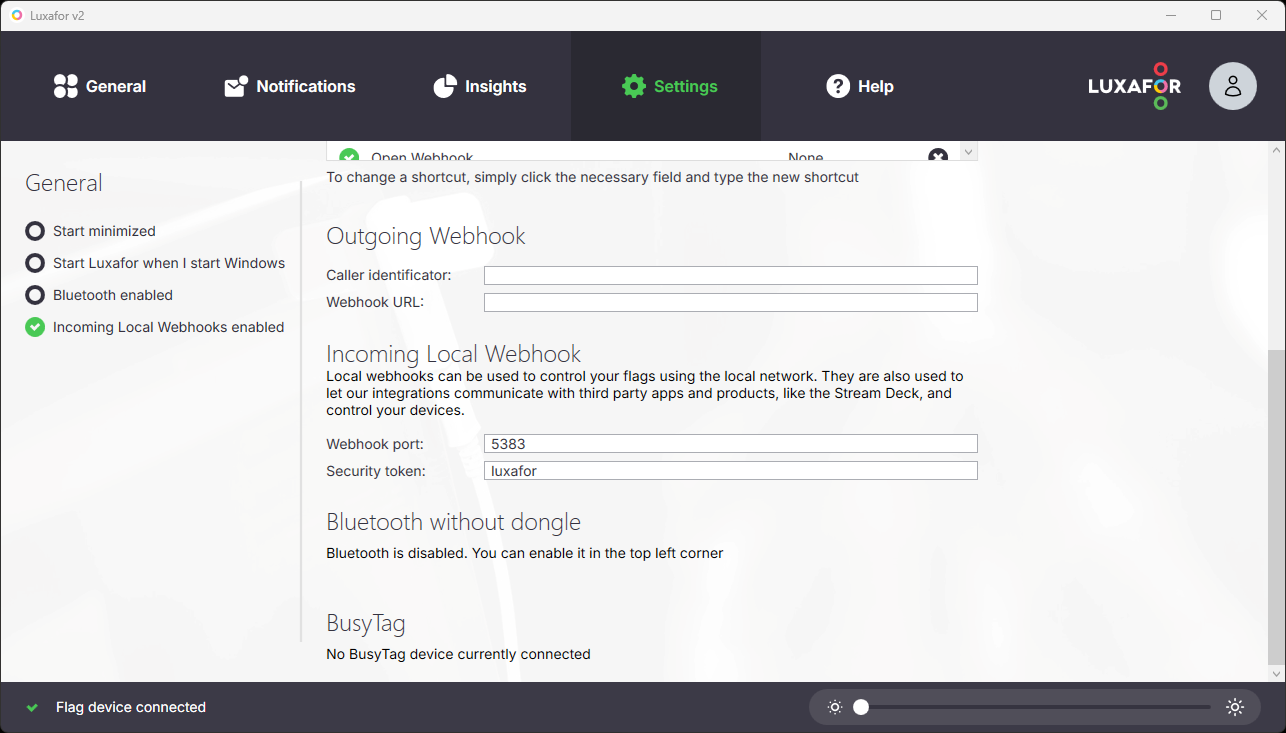 Luxafor v2
General
Notifications
Insights
Settings
Help
LUXAFOR
General
Start minimized
Start Luxafor when I start Windows
Bluetooth enabled
Incoming Local Webhooks enabled
Open Webhook None
To change a shortcut, simply click the necessary field and type the new shortcut
Outgoing Webhook
Caller identificator:
Webhook URL:
Incoming Local Webhook
Local webhooks can be used to control your flags using the local network. They are also used to
let our integrations communicate with third party apps and products, like the Stream Deck, and
control your devices.
Webhook port: 5383
Security token: luxafor
Bluetooth without dongle
Bluetooth is disabled. You can enable it in the top left corner
BusyTag
No BusyTag device currently connected
Flag device connected